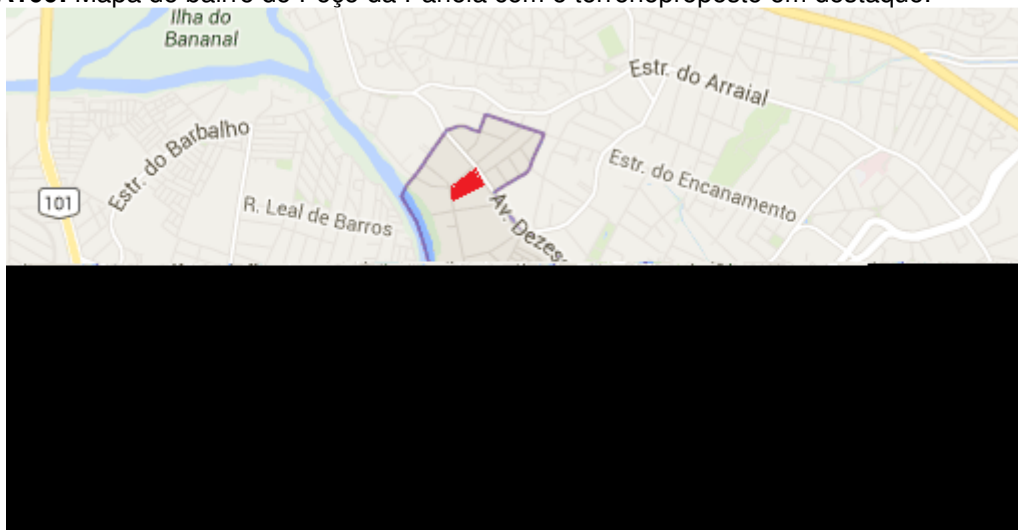 Mapa do bairro do Poço da Panela com o terrenoproposto em destaque.
Ilha do
Bananal
Estr. do Arraial
Estr. do Barbalho
Estr. do Encanamento
101
R. Leal de Barros
Av. Dezes-